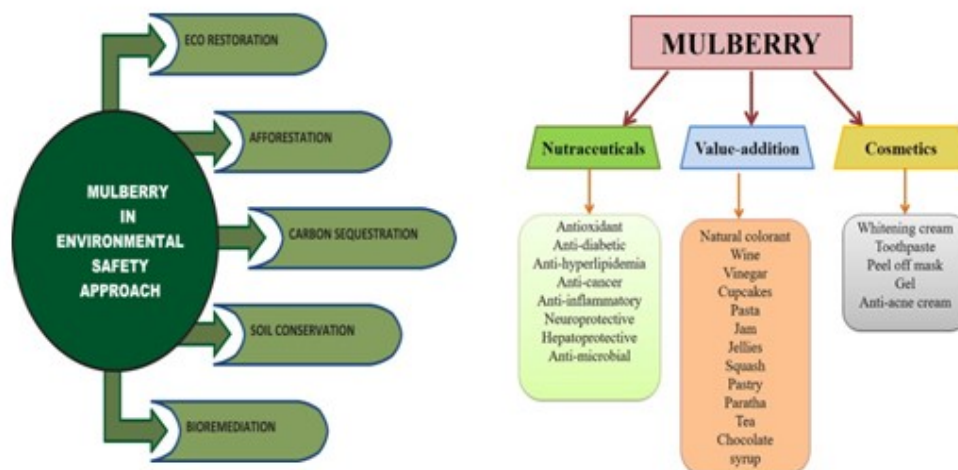 ECO RESTORATION
AFFORESTATION
MULBERRY
IN
ENVIRONMENTAL
SAFETY
APPROACH
CARBON SEQUESTRATION
SOIL CONSERVATION
BIOREMEDIATION
MULBERRY
Nutraceuticals
Value-addition
Cosmetics
Antioxidant
Anti-diabetic
Anti-hyperlipidemia
Anti-cancer
Anti-inflammatory
Neuroprotective
Hepatoprotective
Anti-microbial
Natural colorant
Wine
Vinegar
Cupcakes
Pasta
Jam
Jellies
Squash
Pastry
Paratha
Tea
Chocolate
syrup
Whitening cream
Toothpaste
Peel off mask
Gel
Anti-acne cream